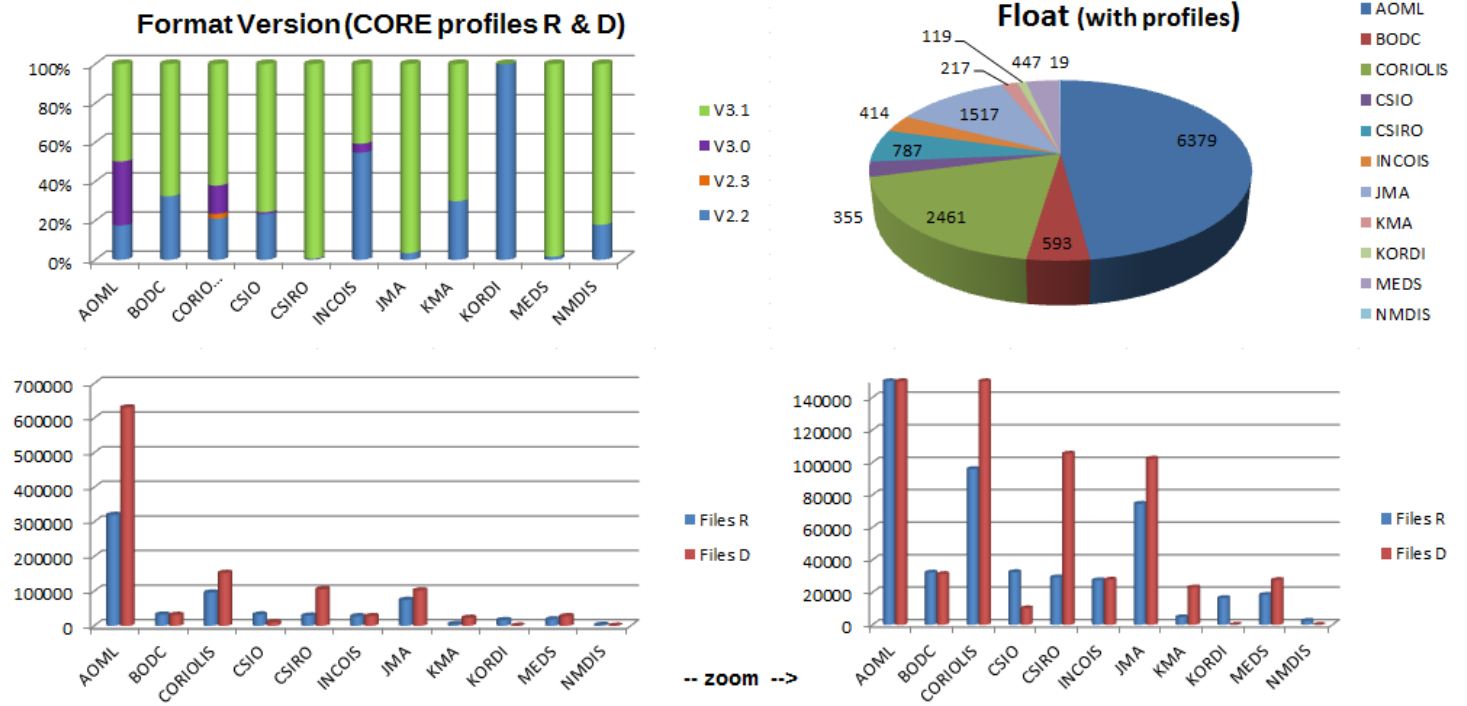 Format Version (CORE profiles R & D)
100%
80%
60%
40%
20%
0%
AOML
BODC
CORIO...
CSIO
CSIRO
INCOIS
JMA
KMA
KORDI
MEDS
NMDIS
V3.1
V3.0
V2.3
V2.2
Float (with profiles)
119
447
19
217
414
1517
6379
787
355
2461
593
AOML
BODC
CORIOLIS
CSIO
CSIRO
INCOIS
JMA
KMA
KORDI
MEDS
NMDIS
700000
600000
500000
400000
300000
200000
100000
0
AOML
BODC
CORIOLIS
CSIO
CSIRO
INCOIS
JMA
KMA
KORDI
MEDS
NMDIS
Files R
Files D
-- zoom -->
140000
120000
100000
80000
60000
40000
20000
0
AOML
BODC
CORIOLIS
CSIO
CSIRO
INCOIS
JMA
KMA
KORDI
MEDS
NMDIS
Files R
Files D